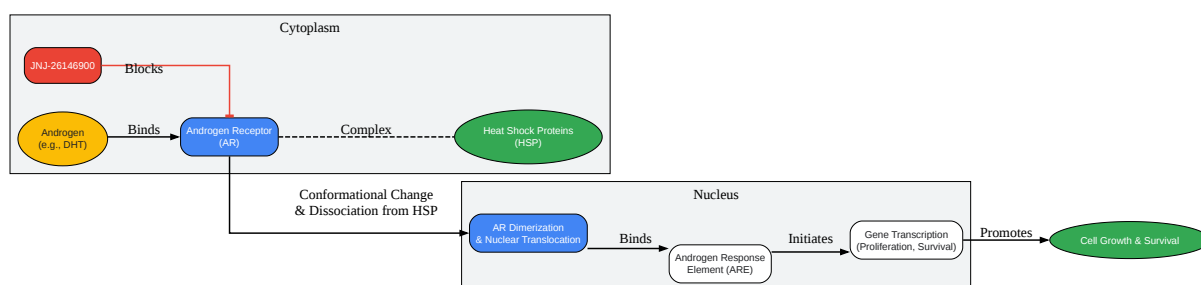 Cytoplasm
JNJ-26146900
Blocks
Androgen
(e.g., DHT)
Binds
Androgen Receptor
(AR)
Complex
Heat Shock Proteins
(HSP)
Conformational Change
& Dissociation from HSP
Nucleus
AR Dimerization
& Nuclear Translocation
Binds
Androgen Response
Element (ARE)
Initiates
Gene Transcription
(Proliferation, Survival)
Promotes
Cell Growth & Survival